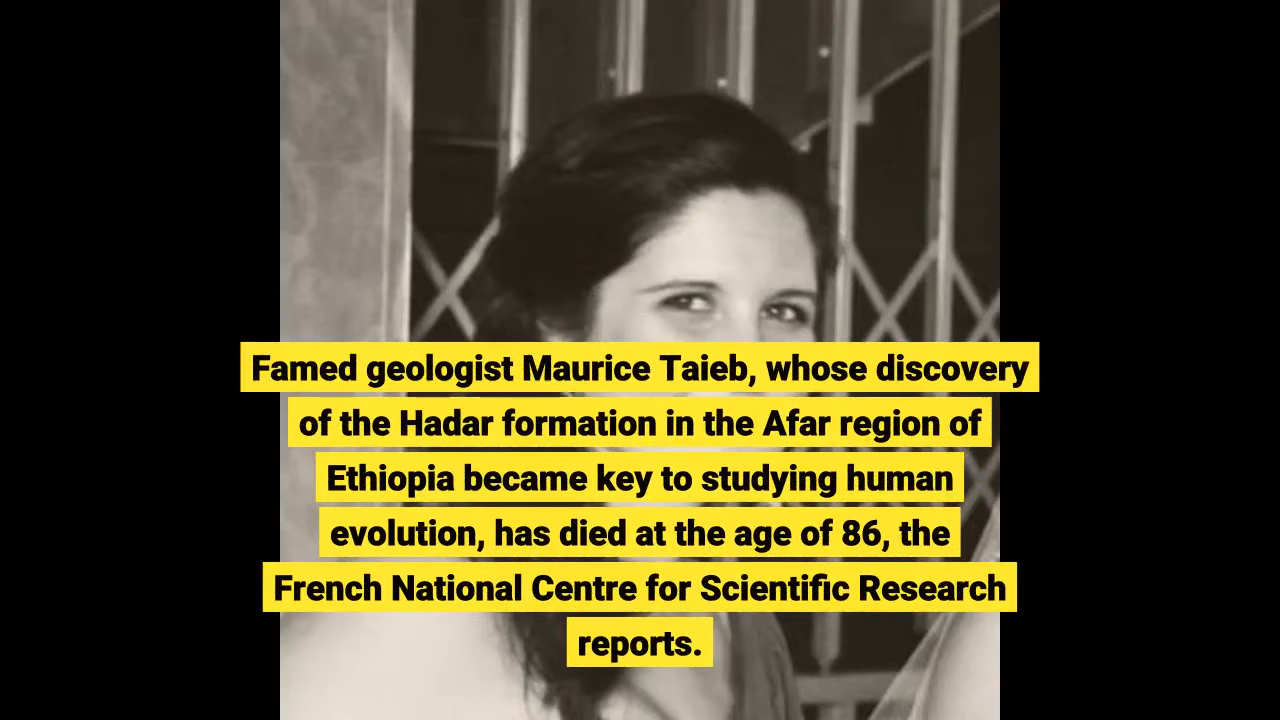 Famed geologist Maurice Taieb, whose discovery
of the Hadar formation in the Afar region of
Ethiopia became key to studying human
evolution, has died at the age of 86, the
French National Centre for Scientific Research
reports.